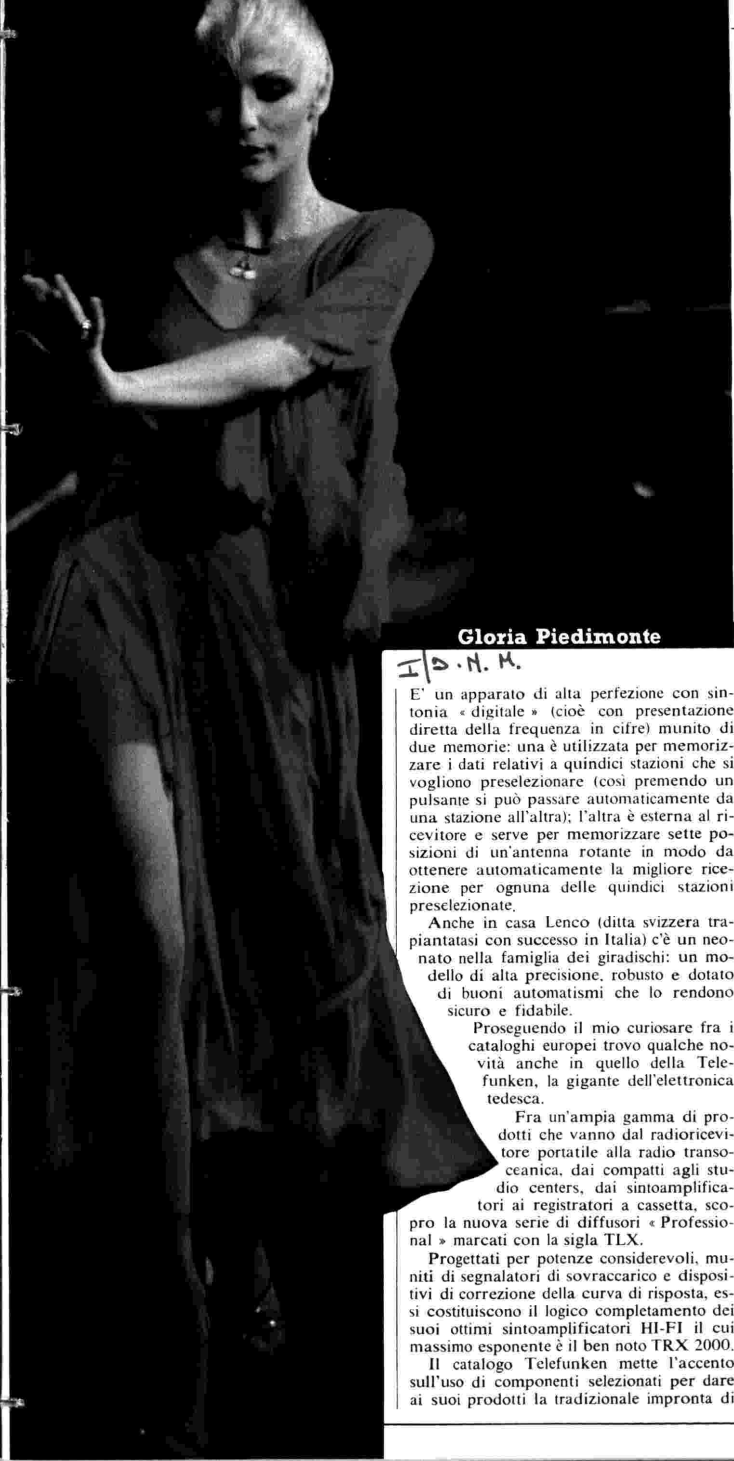 Gloria Piedimonte
I/D.N.M.
E' un apparato di alta perfezione con sin-
tonia « digitale » (cioè con presentazione
diretta della frequenza in cifre) munito di
due memorie: una è utilizzata per memoriz-
zare i dati relativi a quindici stazioni che si
vogliono preselezionare (così premendo un
pulsante si può passare automaticamente da
una stazione all'altra); l'altra è esterna al ri-
cevitore e serve per memorizzare sette po-
sizioni di un'antenna rotante in modo da
ottenere automaticamente la migliore rice-
zione per ognuna delle quindici stazioni
preselezionate.
Anche in casa Lenco (ditta svizzera tra-
piantatasi con successo in Italia) c'è un neo-
nato nella famiglia dei giradischi: un mo-
dello di alta precisione, robusto e dotato
di buoni automatismi che lo rendono
sicuro e fidabile.
Proseguendo il mio curiosare fra i
cataloghi europei trovo qualche no-
vità anche in quello della Tele-
funken, la gigante dell'elettronica
tedesca.
Fra un'ampia gamma di pro-
dotti che vanno dal radioricevi-
tore portatile alla radio transo-
ceanica, dai compatti agli stu-
dio centers, dai sintoamplifica-
tori ai registratori a cassetta, sco-
pro la nuova serie di diffusori « Professio-
nal » marcati con la sigla TLX.
Progettati per potenze considerevoli, mu-
niti di segnalatori di sovraccarico e disposi-
tivi di correzione della curva di risposta, es-
si costituiscono il logico completamento dei
suoi ottimi sintoamplificatori HI-FI il cui
massimo esponente è il ben noto TRX 2000.
Il catalogo Telefunken mette l'accento
sull'uso di componenti selezionati per dare
ai suoi prodotti la tradizionale impronta di